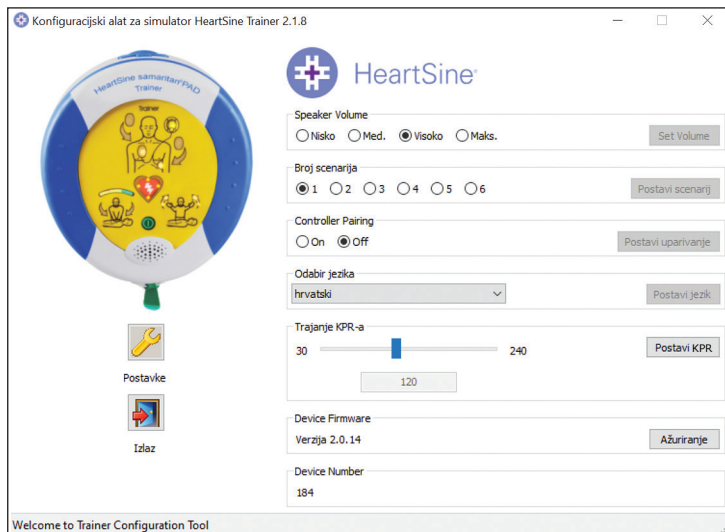 Konfiguracijski alat za simulator HeartSine Trainer 2.1.8
HeartSine samaritan PAD
Trainer
Trainer
HeartSine
Speaker Volume
Nisko Med. Visoko Maks. Set Volume
Broj scenarija
1 2 3 4 5 6 Postavi scenarij
Controller Pairing
On Off Postavi uparivanje
Odabir jezika
hrvatski Postavi jezik
Trajanje KPR-a
30 240 Postavi KPR
120
Postavke
Izlaz
Device Firmware
Verzija 2.0.14 Ažuriranje
Device Number
184
Welcome to Trainer Configuration Tool